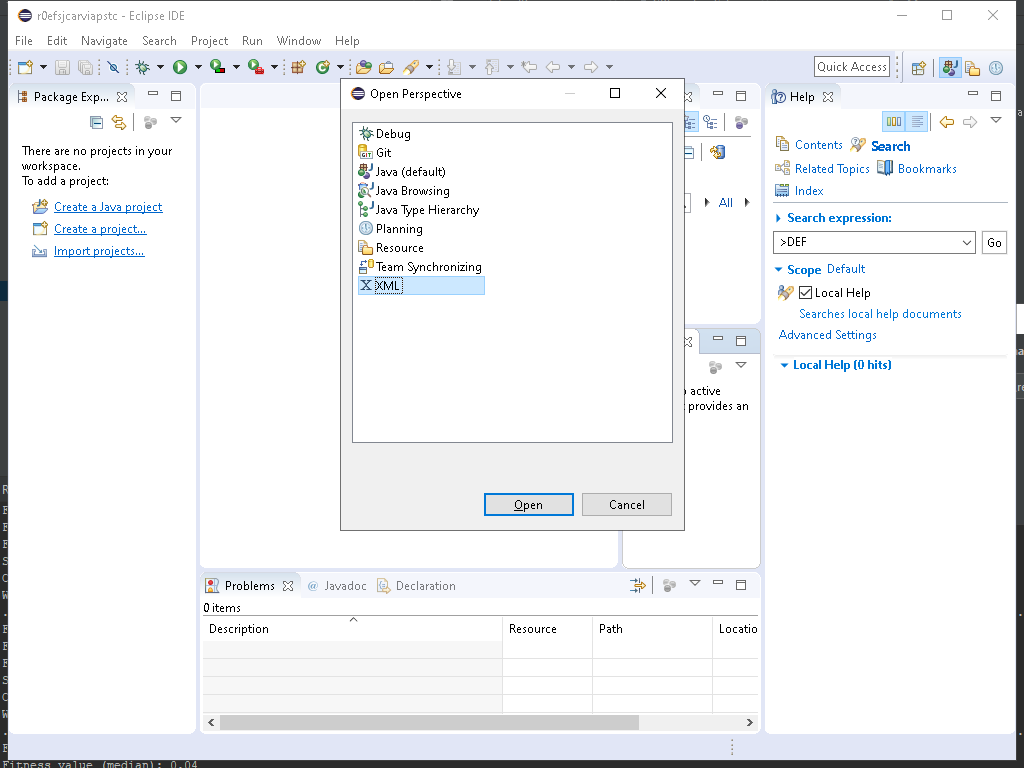 r0efsjcarviapstc - Eclipse IDE
File Edit Navigate Search Project Run Window Help
Quick Access
Package Exp...
There are no projects in your
workspace.
To add a project:
Create a Java project
Create a project...
Import projects...
Open Perspective
Debug
Git
Java (default)
Java Browsing
Java Type Hierarchy
Planning
Resource
Team Synchronizing
XML
Open Cancel
All
active
provides an
Help
Contents Search
Related Topics Bookmarks
Index
Search expression:
>DEF
Go
Scope Default
Local Help
Searches local help documents
Advanced Settings
Local Help (0 hits)
Problems @ Javadoc Declaration
0 items
Description Resource Path Locatio
Fitness value (median): 0.04